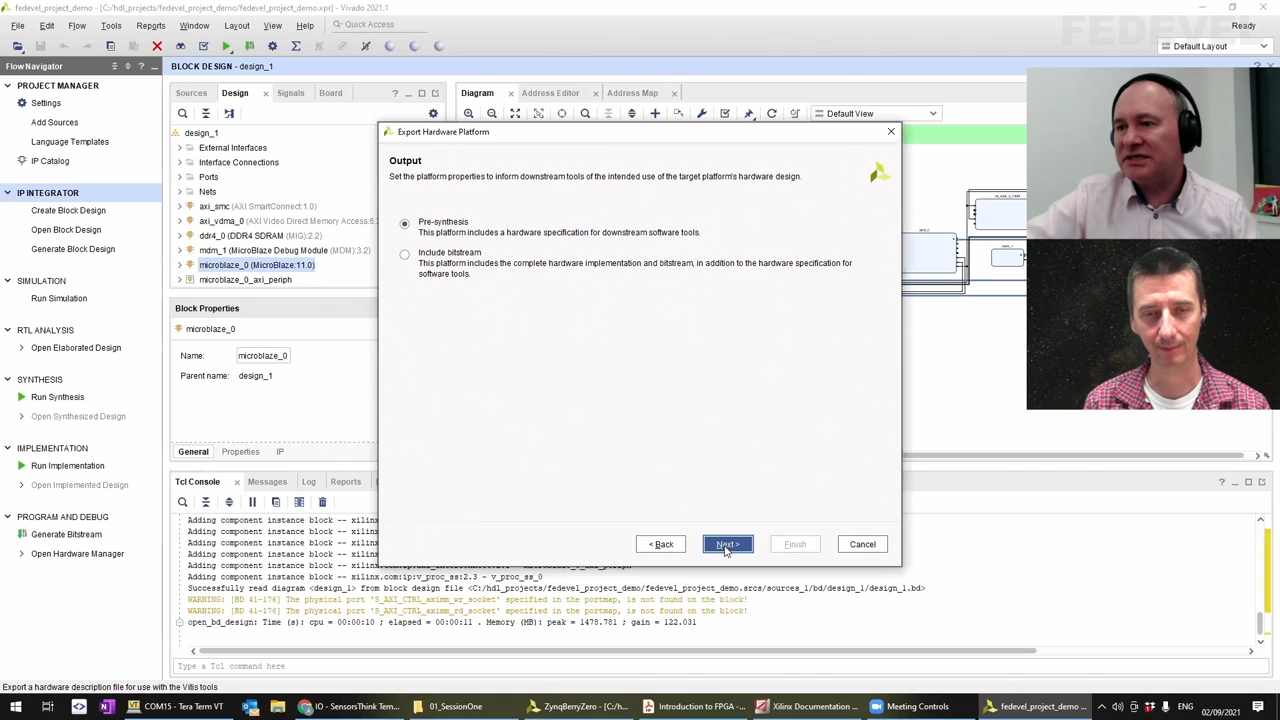 fedevel_project_demo - [C:/hdl_projects/fedevel_project_demo/fedevel_project_demo.xpr] - Vivado 2021.1
File Edit Flow Tools Reports Window Layout View Help Quick Access
Ready
FEDEVEL
Default Layout
Flow Navigator
BLOCK DESIGN - design_1
PROJECT MANAGER
Settings
Add Sources
Language Templates
IP Catalog
IP INTEGRATOR
Create Block Design
Open Block Design
Generate Block Design
SIMULATION
Run Simulation
RTL ANALYSIS
Open Elaborated Design
SYNTHESIS
Run Synthesis
Open Synthesized Design
IMPLEMENTATION
Run Implementation
Open Implemented Design
PROGRAM AND DEBUG
Generate Bitstream
Open Hardware Manager
Sources Design Signals Board
design_1
External Interfaces
Interface Connections
Ports
Nets
axi_smc (AXI SmartConnect:1.0)
axi_vdma_0 (AXI Video Direct Memory Access:6.
ddr4_0 (DDR4 SDRAM (MIG):2.2)
mdm_1 (MicroBlaze Debug Module (MDM):3.2)
microblaze_0 (MicroBlaze:11.0)
microblaze_0_axi_periph
Block Properties
microblaze_0
Name: microblaze_0
Parent name: design_1
General Properties IP
Diagram Address Editor Address Map
Default View
Export Hardware Platform
Output
Set the platform properties to inform downstream tools of the intended use of the target platform's hardware design.
Pre-synthesis
This platform includes a hardware specification for downstream software tools.
Include bitstream
This platform includes the complete hardware implementation and bitstream, in addition to the hardware specification for
software tools.
< Back Next > Finish Cancel
Tcl Console Messages Log Reports
Adding component instance block -- xilinx
Adding component instance block -- xilinx.
Adding component instance block -- xilinx.
Adding component instance block -- xilinx.
Adding component instance block -- xilinx.com:ip:v_proc_ss:2.3 - v_proc_ss_0
Successfully read diagram <design_1> from block design file <C:/hdl_projects/fedevel_project_demo/fedevel_project_demo.srcs/sources_1/bd/design_1/design_1.bd>
WARNING: [BD 41-176] The physical port 'S_AXI_CTRL_aximm_wr_socket' specified in the portmap, is not found on the block!
WARNING: [BD 41-176] The physical port 'S_AXI_CTRL_aximm_rd_socket' specified in the portmap, is not found on the block!
open_bd_design: Time (s): cpu = 00:00:10 ; elapsed = 00:00:11 . Memory (MB): peak = 1478.781 ; gain = 122.031
Type a Tcl command here
Export a hardware description file for use with the Vitis tools
COM15 - Tera Term VT
IO - SensorsThink Tem...
01_SessionOne
ZynqBerryZero - [C:/h...
Introduction to FPGA -...
Xilinx Documentation ...
Meeting Controls
fedevel_project_demo ...
18:13
02/09/2021